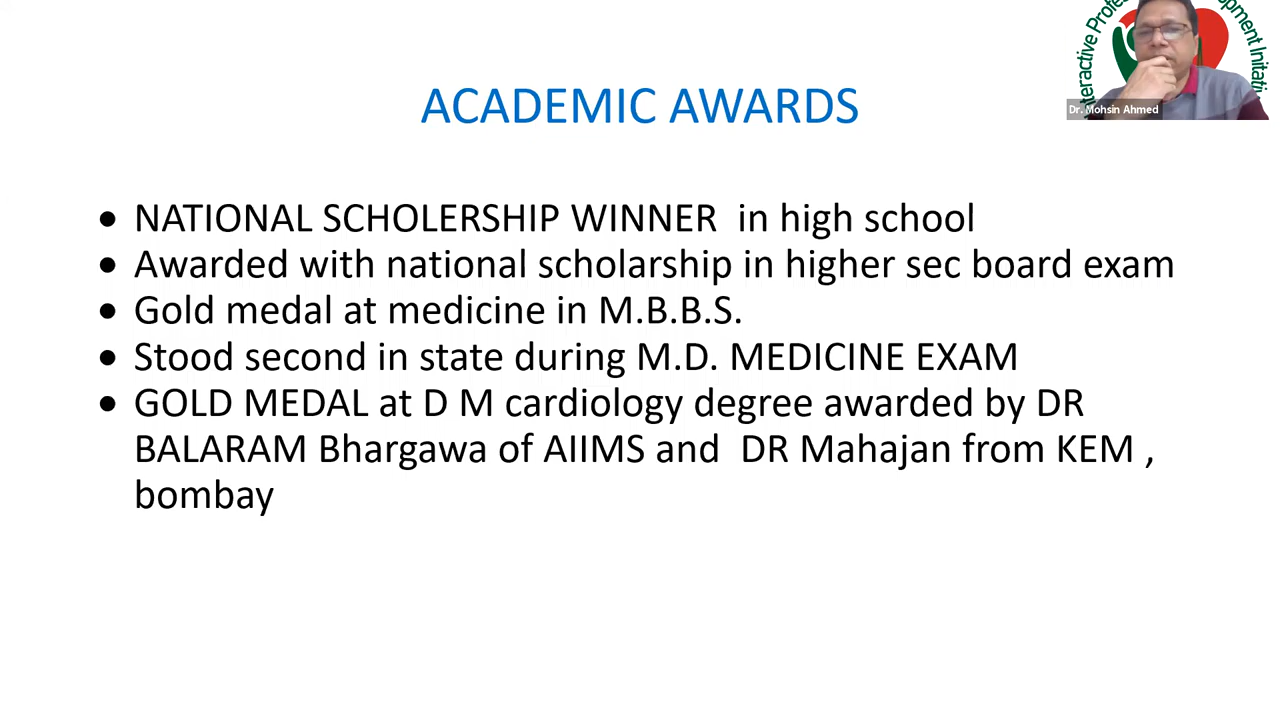 ACADEMIC AWARDS
Dr. Mohsin Ahmed
• NATIONAL SCHOLERSHIP WINNER in high school
• Awarded with national scholarship in higher sec board exam
• Gold medal at medicine in M.B.B.S.
• Stood second in state during M.D. MEDICINE EXAM
• GOLD MEDAL at D M cardiology degree awarded by DR
BALARAM Bhargawa of AIIMS and DR Mahajan from KEM ,
bombay